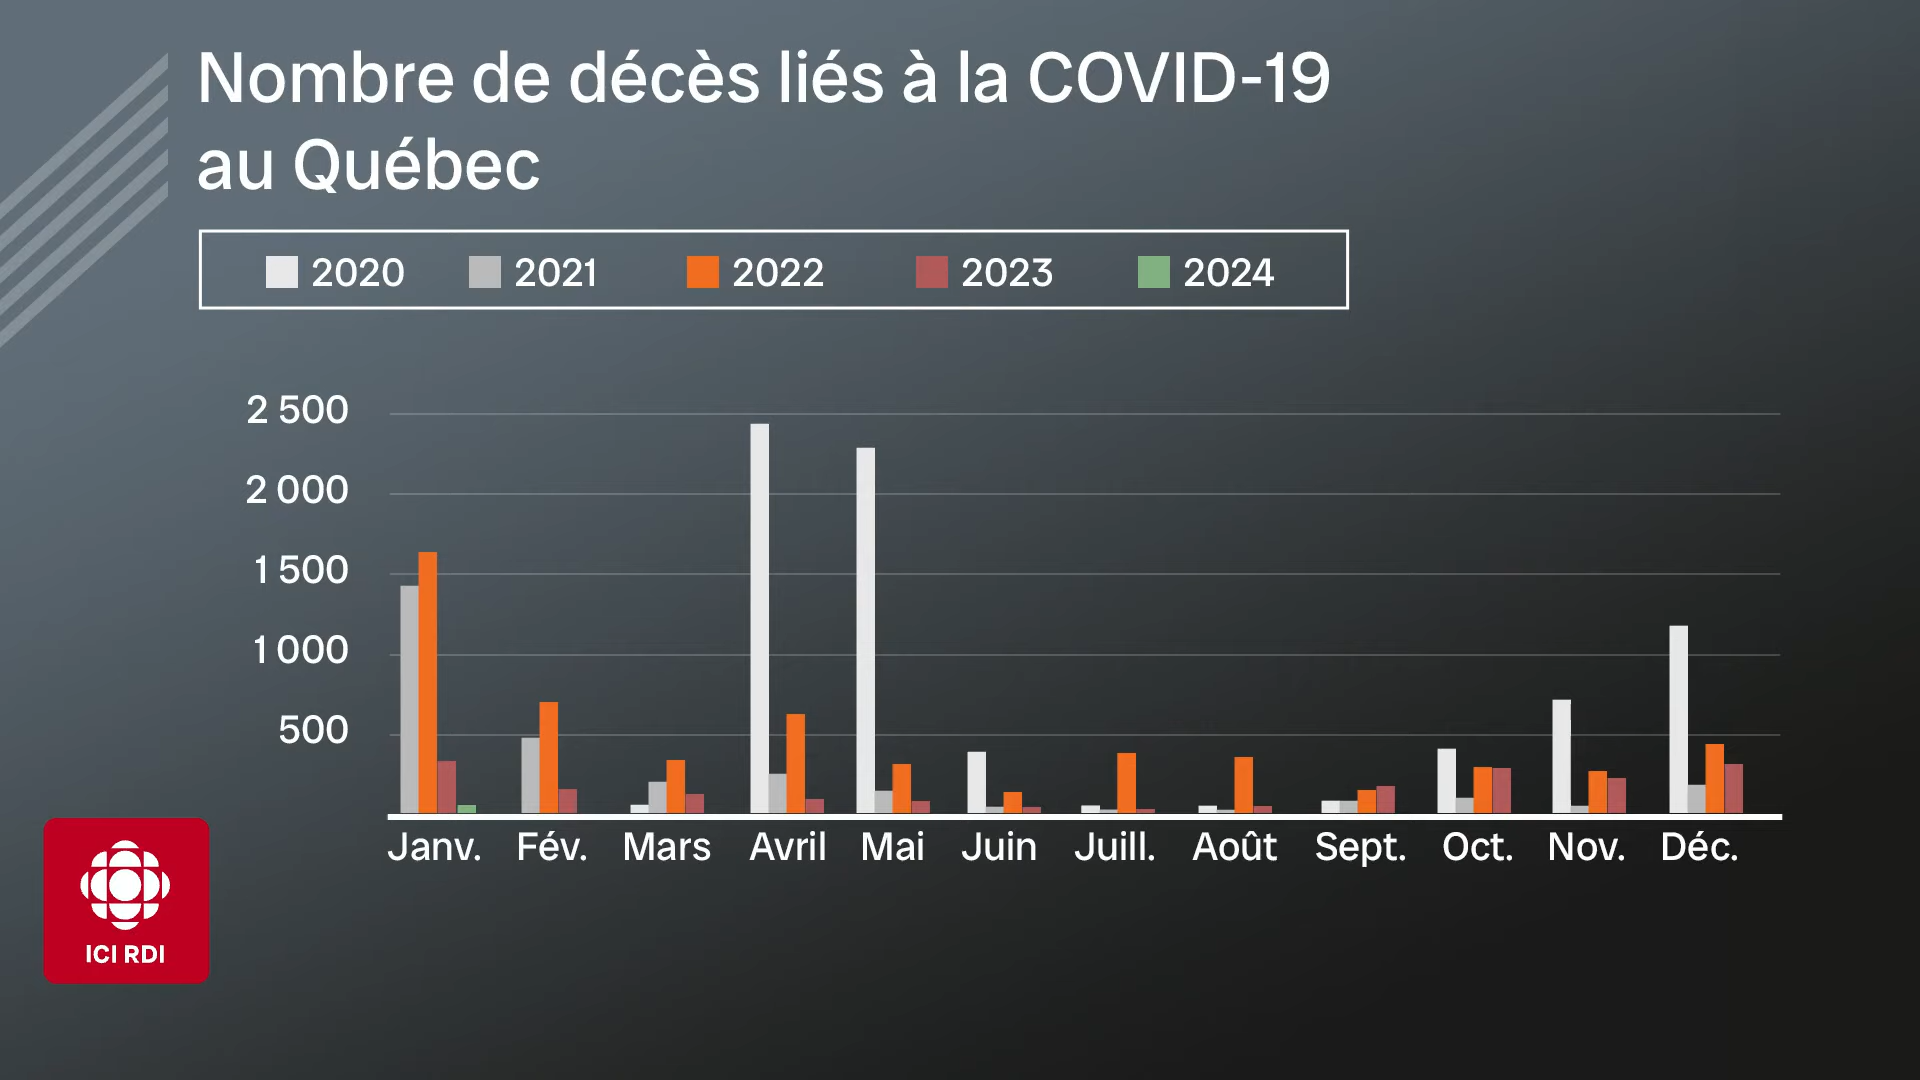 Nombre de décès liés à la COVID-19
au Québec
2020 2021 2022 2023 2024
2 500
2 000
1 500
1 000
500
Janv. Fév. Mars Avril Mai Juin Juill. Août Sept. Oct. Nov. Déc.
ICI RDI